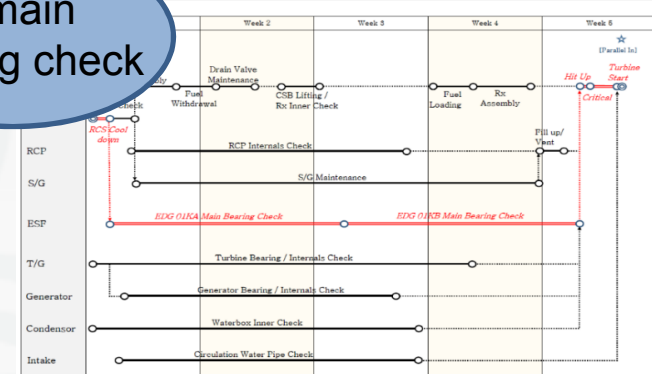 main
g check
Week 2
Week 3
Week 4
Week 5
[Parallel In]
Drain Valve
Maintenance
Hit Up
Turbine
Start
Fuel
Withdrawal
CSB Lifting /
Rx Inner Check
Fuel
Loading
Rx
Assembly
Critical
RCS Cool
down
Fill up/
Vent
RCP
RCP Internals Check
S/G
S/G Maintenance
ESF
EDG 01KA Main Bearing Check
EDG 01KB Main Bearing Check
T/G
Turbine Bearing / Internals Check
Generator
Generator Bearing / Internals Check
Condensor
Waterbox Inner Check
Intake
Circulation Water Pipe Check